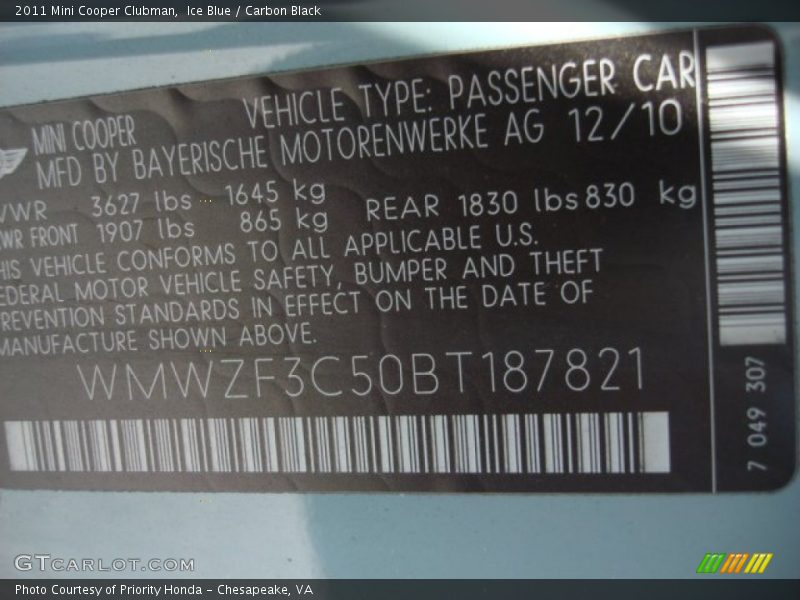 2011 Mini Cooper Clubman,  Ice Blue / Carbon Black
MINI COOPER VEHICLE TYPE: PASSENGER CAR
MFD BY BAYERISCHE MOTORENWERKE AG 12/10
VWR 3627 lbs 1645 kg
WR FRONT 1907 lbs 865 kg REAR 1830 lbs 830 kg
HIS VEHICLE CONFORMS TO ALL APPLICABLE U.S.
EDERAL MOTOR VEHICLE SAFETY, BUMPER AND THEFT
REVENTION STANDARDS IN EFFECT ON THE DATE OF
MANUFACTURE SHOWN ABOVE.
WMWZF3C50BT187821
7 049 307
GTCARLOT.COM
Photo Courtesy of Priority Honda – Chesapeake, VA